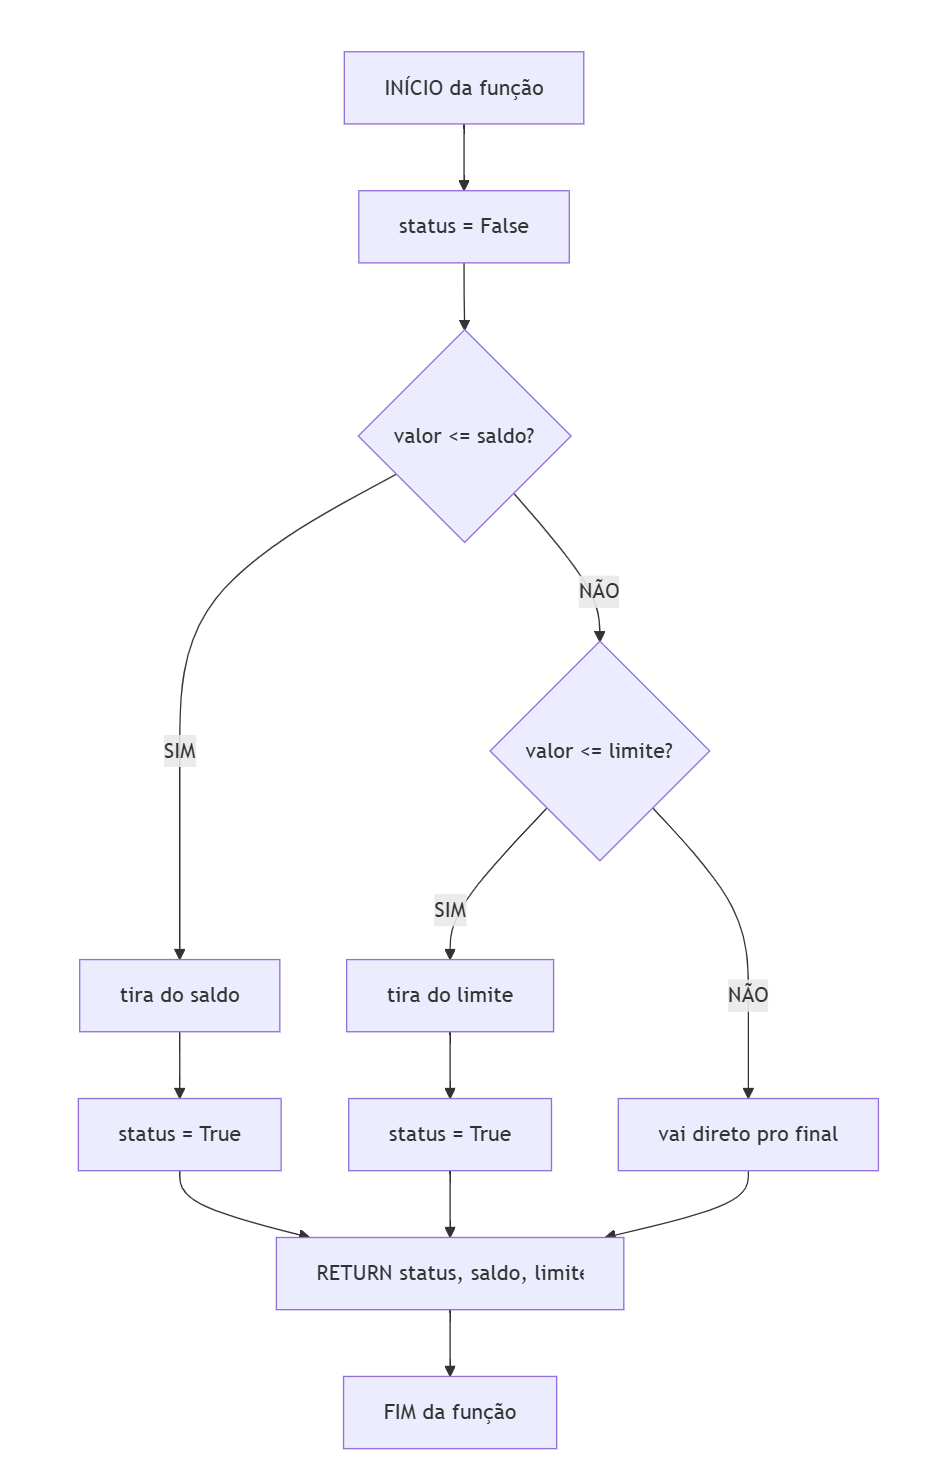 INÍCIO da função
status = False
valor <= saldo?
NÃO
SIM
valor <= limite?
SIM
NÃO
tira do saldo
tira do limite
status = True
status = True
vai direto pro final
RETURN status, saldo, limite
FIM da função